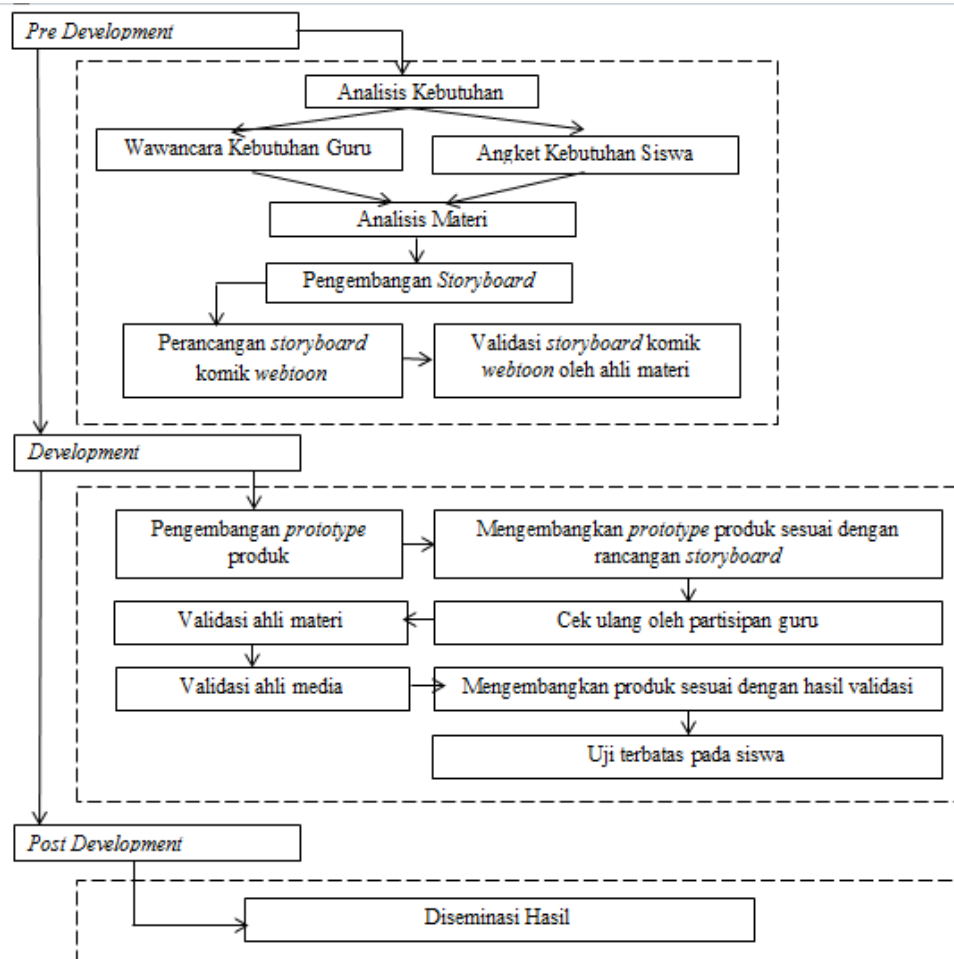 Pre Development
Analisis Kebutuhan
Wawancara Kebutuhan Guru
Angket Kebutuhan Siswa
Analisis Materi
Pengembangan Storyboard
Perancangan storyboard
komik webtoon
Validasi storyboard komik
webtoon oleh ahli materi
Development
Pengembangan prototype
produk
Mengembangkan prototype produk sesuai dengan
rancangan storyboard
Validasi ahli materi
Cek ulang oleh partisipan guru
Validasi ahli media
Mengembangkan produk sesuai dengan hasil validasi
Uji terbatas pada siswa
Post Development
Diseminasi Hasil